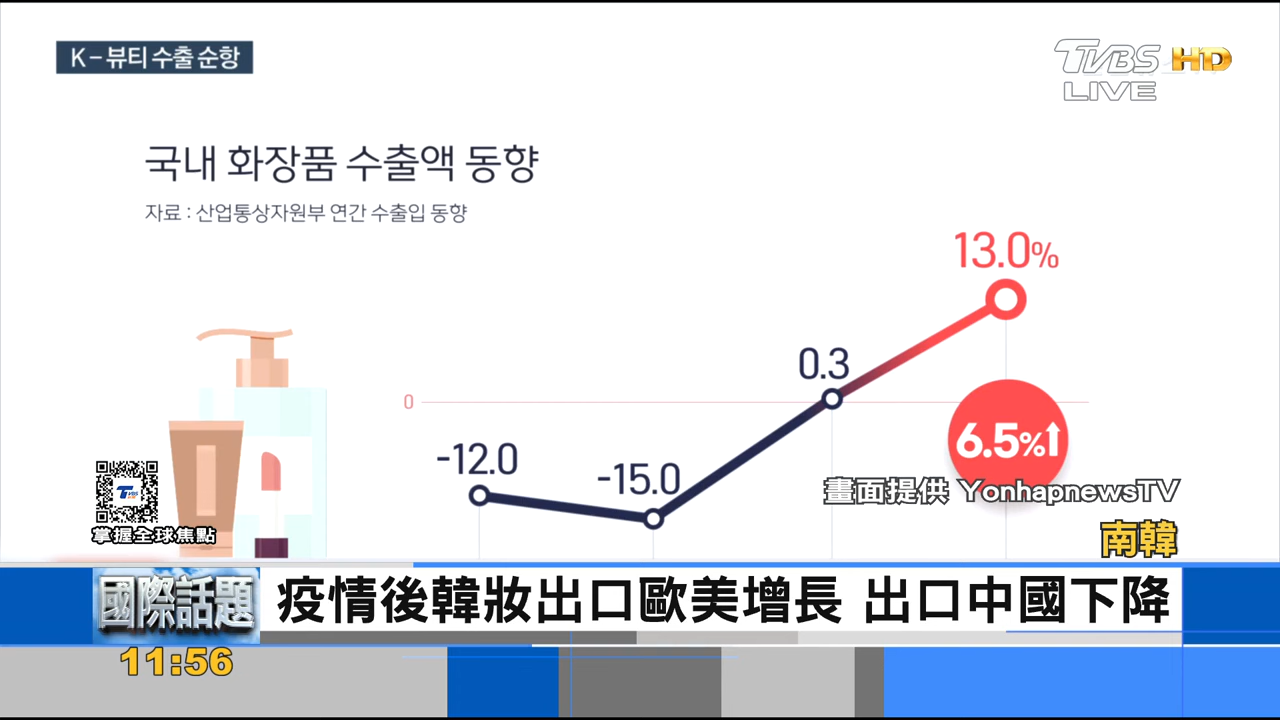 K-뷰티 수출 순항
TVBS HD
LIVE
국내 화장품 수출액 동향
자료 : 산업통상자원부 연간 수출입 동향
13.0%
0.3
0
-12.0
-15.0
6.5%↑
TVBS
掌握全球焦點
畫面提供 YonhapnewsTV
南韓
國際話題
疫情後韓妝出口歐美增長 出口中國下降
11:56